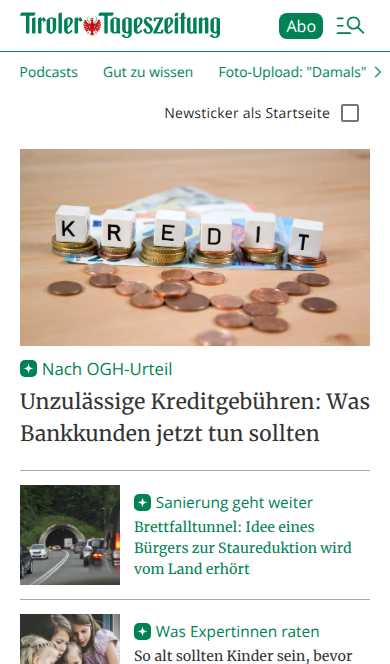 Tiroler Tageszeitung
Abo
Podcasts Gut zu wissen Foto-Upload: "Damals"
Newsticker als Startseite
K R E D I T
Nach OGH-Urteil
Unzulässige Kreditgebühren: Was
Bankkunden jetzt tun sollten
Sanierung geht weiter
Brettfalltunnel: Idee eines
Bürgers zur Staureduktion wird
vom Land erhört
Was Expertinnen raten
So alt sollten Kinder sein, bevor